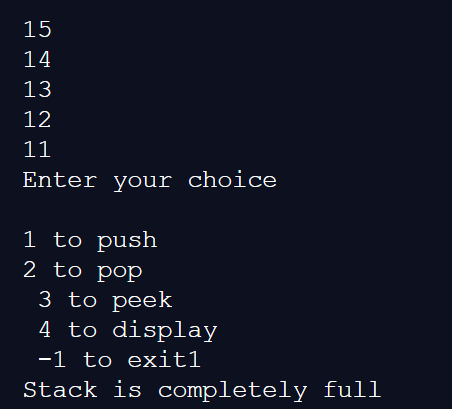 15
14
13
12
11
Enter your choice
1 to push
2 to pop
3 to peek
4 to display
-1 to exit1
Stack is completely full